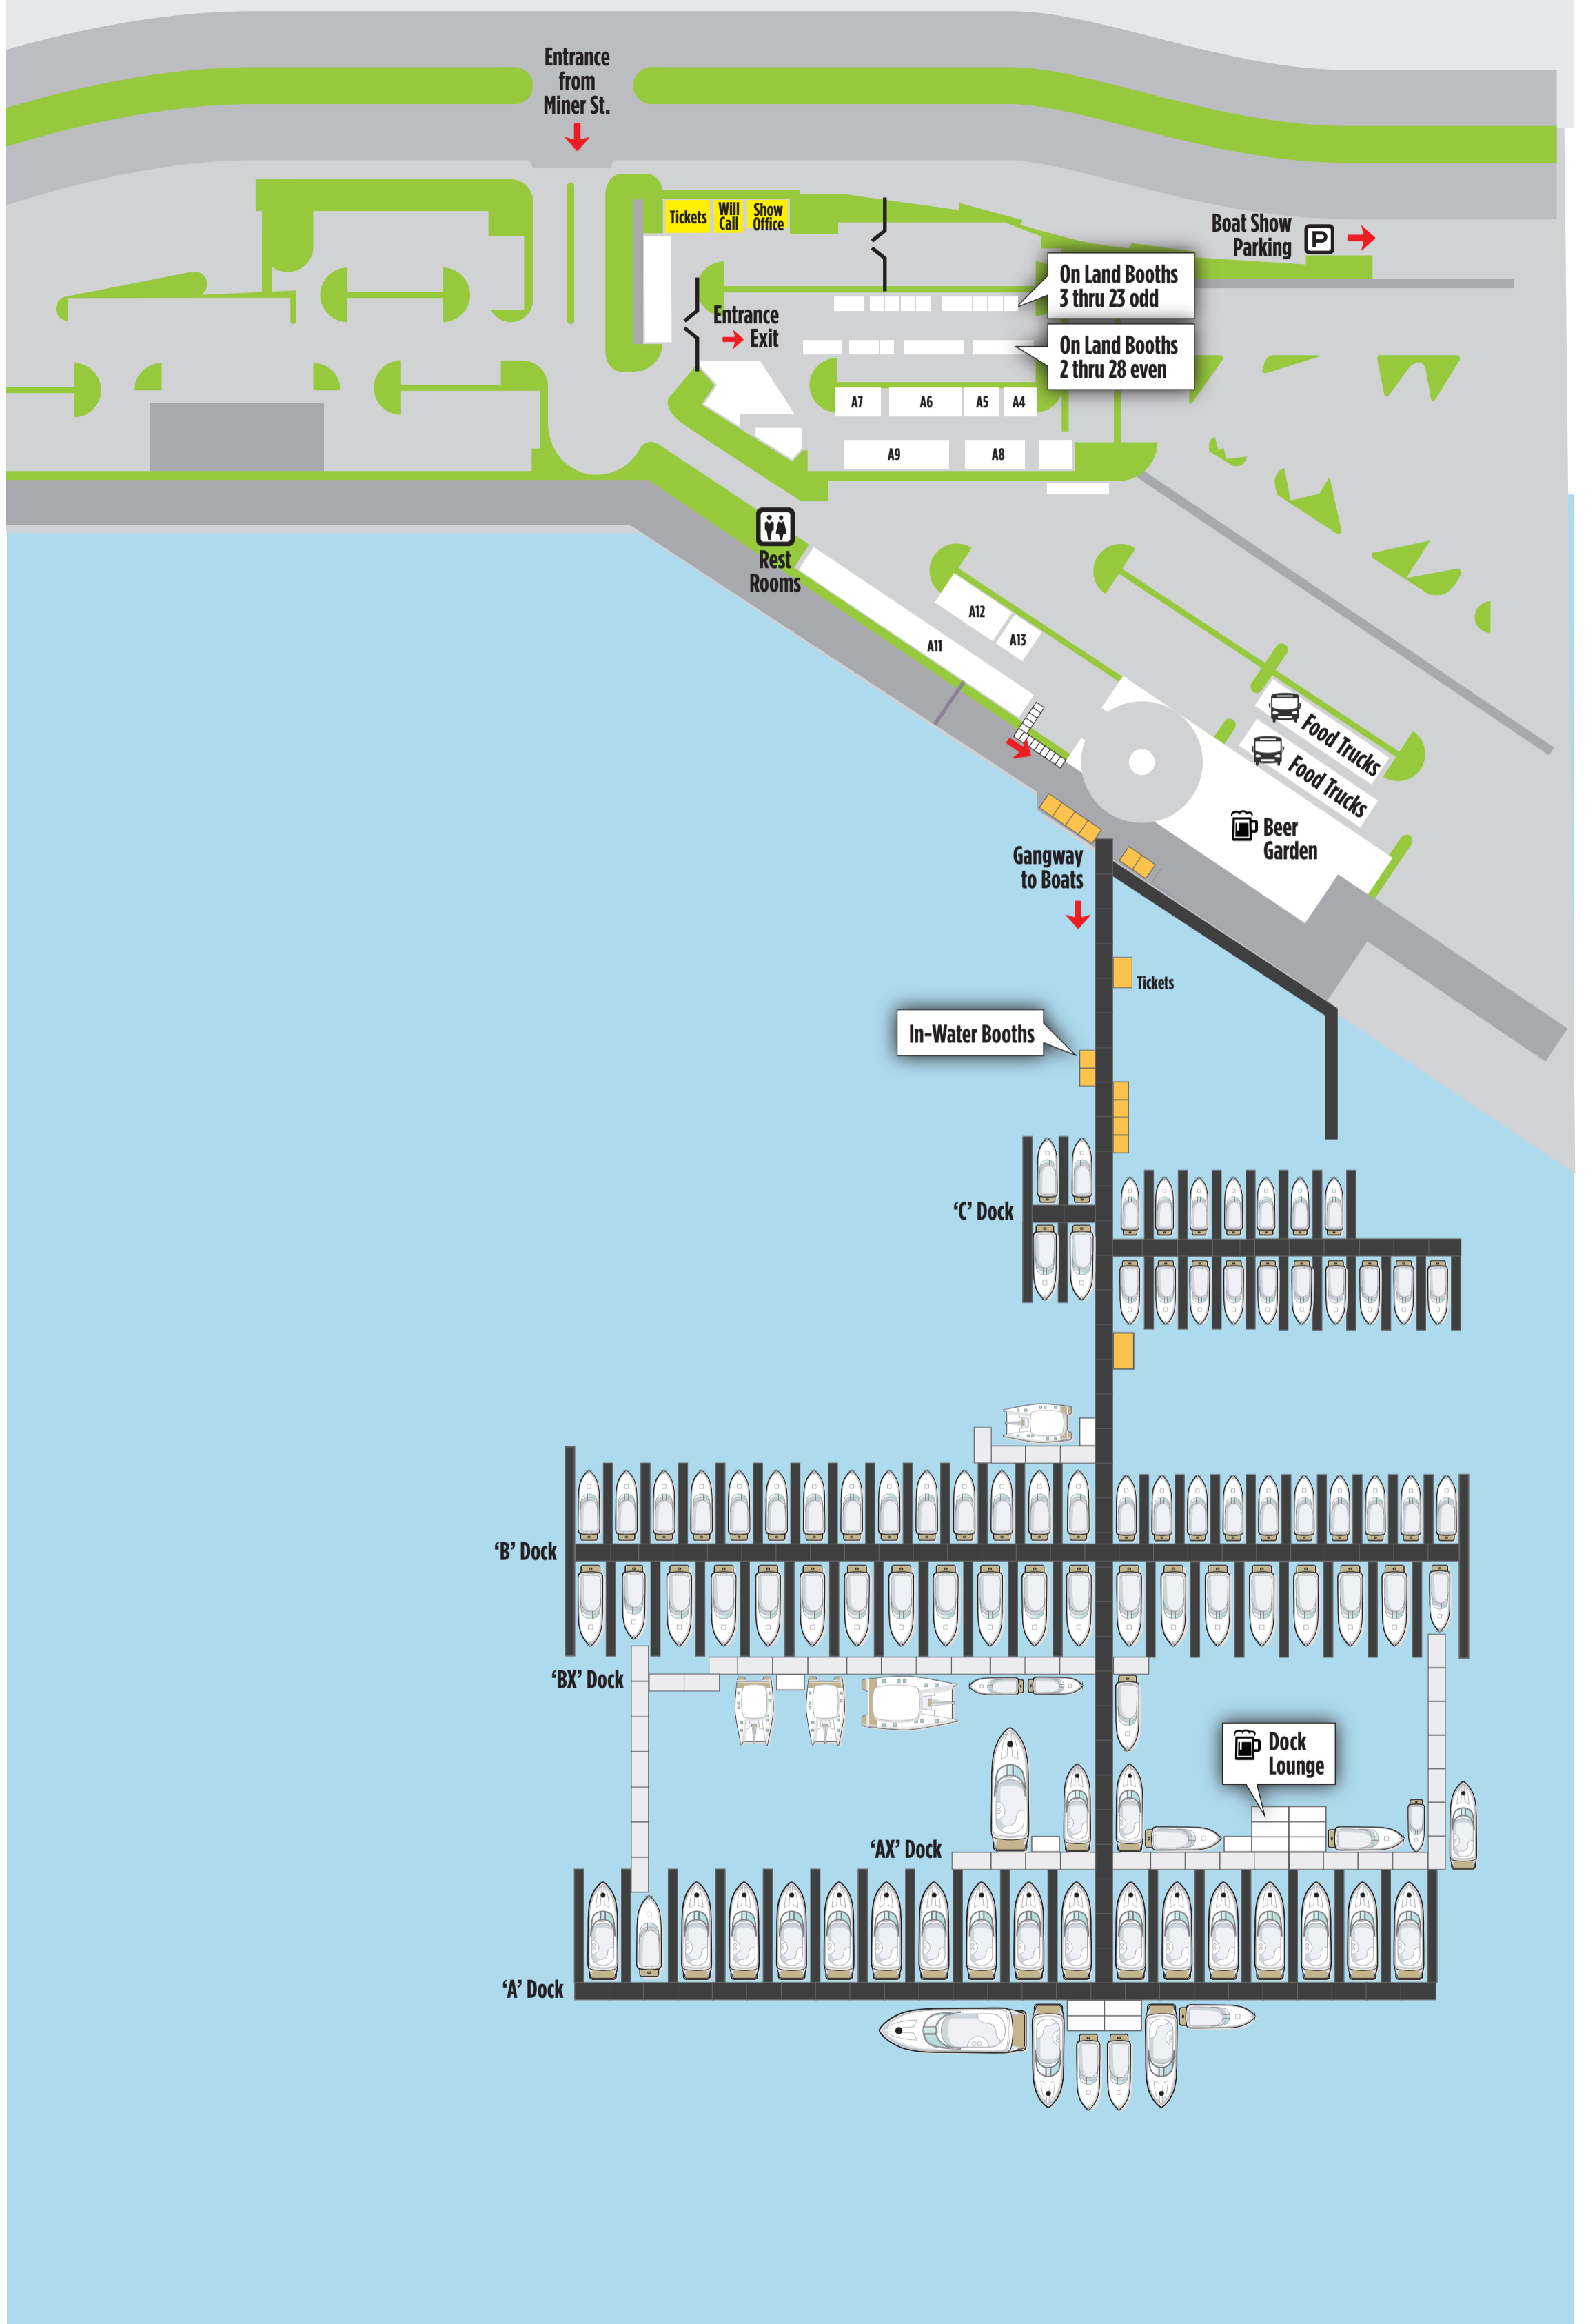 Entrance
from
Miner St.
Tickets
Will
Call
Show
Office
Boat Show
Parking
P
On Land Booths
3 thru 23 odd
Entrance
Exit
On Land Booths
2 thru 28 even
A7
A6
A5
A4
A9
A8
Rest
Rooms
A12
A13
A11
Food Trucks
Food Trucks
Beer
Garden
Gangway
to Boats
Tickets
In-Water Booths
‘C’ Dock
‘B’ Dock
‘BX’ Dock
Dock
Lounge
‘AX’ Dock
‘A’ Dock